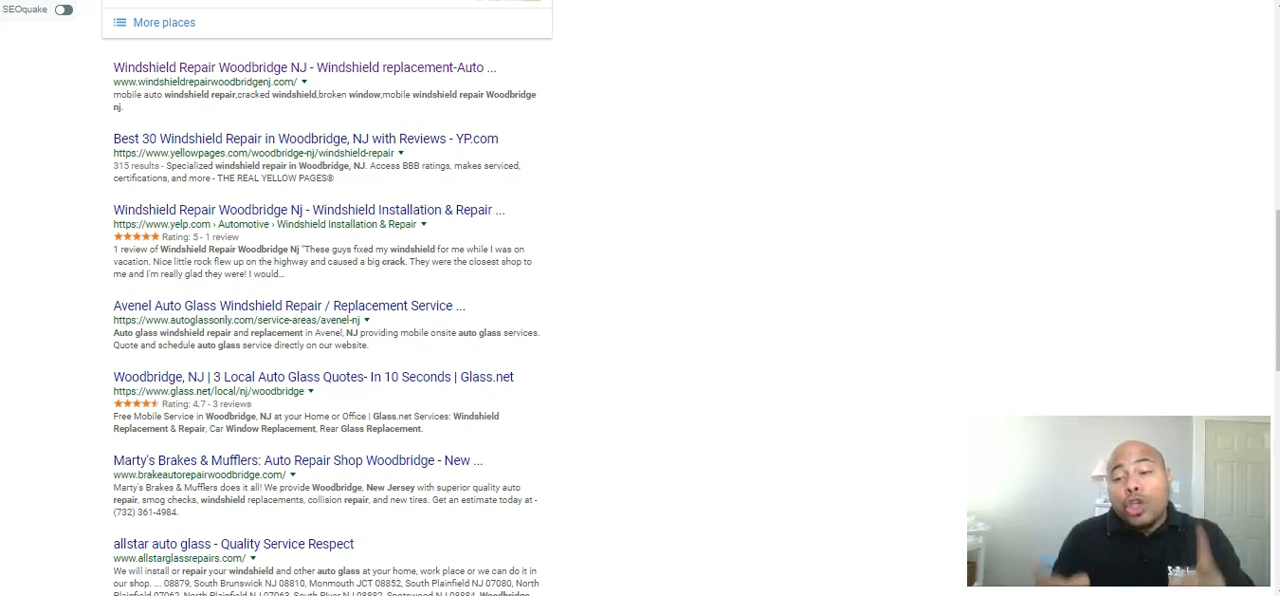 SEOquake
More places
Windshield Repair Woodbridge NJ - Windshield replacement-Auto ...
www.windshieldrepairwoodbridgenj.com/
mobile auto windshield repair,cracked windshield,broken window,mobile windshield repair Woodbridge
nj.
Best 30 Windshield Repair in Woodbridge, NJ with Reviews - YP.com
https://www.yellowpages.com/woodbridge-nj/windshield-repair
315 results - Specialized windshield repair in Woodbridge, NJ. Access BBB ratings, makes serviced,
certifications, and more - THE REAL YELLOW PAGES®
Windshield Repair Woodbridge Nj - Windshield Installation & Repair ...
https://www.yelp.com › Automotive › Windshield Installation & Repair
Rating: 5 - 1 review
1 review of Windshield Repair Woodbridge Nj "These guys fixed my windshield for me while I was on
vacation. Nice little rock flew up on the highway and caused a big crack. They were the closest shop to
me and I'm really glad they were! I would...
Avenel Auto Glass Windshield Repair / Replacement Service ...
https://www.autoglassonly.com/service-areas/avenel-nj
Auto glass windshield repair and replacement in Avenel, NJ providing mobile onsite auto glass services.
Quote and schedule auto glass service directly on our website.
Woodbridge, NJ | 3 Local Auto Glass Quotes- In 10 Seconds | Glass.net
https://www.glass.net/local/nj/woodbridge
Rating: 4.7 - 3 reviews
Free Mobile Service in Woodbridge, NJ at your Home or Office | Glass.net Services: Windshield
Replacement & Repair, Car Window Replacement, Rear Glass Replacement.
Marty's Brakes & Mufflers: Auto Repair Shop Woodbridge - New ...
www.brakeautorepairwoodbridge.com/
Marty's Brakes & Mufflers does it all! We provide Woodbridge, New Jersey with superior quality auto
repair, smog checks, windshield replacements, collision repair, and new tires. Get an estimate today at -
(732) 361-4984.
allstar auto glass - Quality Service Respect
www.allstarglassrepairs.com/
We will install or repair your windshield and other auto glass at your home, work place or we can do it in
our shop. ... 08879, South Brunswick NJ 08810, Monmouth JCT 08852, South Plainfield NJ 07080, North
Plainfield NJ 07063, South River NJ 08882, Spotswood NJ 08884, Woodbridge